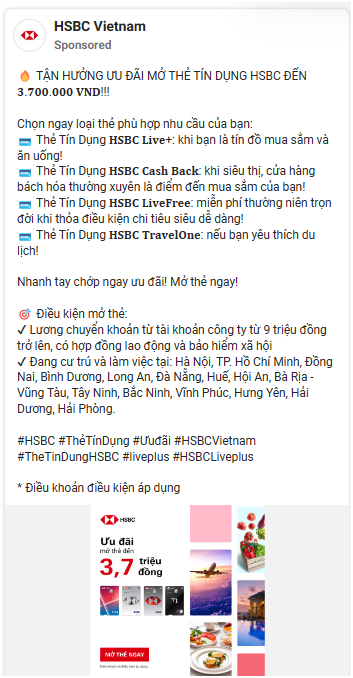 HSBC Vietnam
Sponsored
🔥 TẬN HƯỞNG ƯU ĐÃI MỞ THẺ TÍN DỤNG HSBC ĐẾN
3.700.000 VND!!!
Chọn ngay loại thẻ phù hợp nhu cầu của bạn:
💳 Thẻ Tín Dụng HSBC Live+: khi bạn là tín đồ mua sắm và
ăn uống!
💳 Thẻ Tín Dụng HSBC Cash Back: khi siêu thị, cửa hàng
bách hóa thường xuyên là điểm đến mua sắm của bạn!
💳 Thẻ Tín Dụng HSBC LiveFree: miễn phí thường niên trọn
đời khi thỏa điều kiện chi tiêu siêu dễ dàng!
💳 Thẻ Tín Dụng HSBC TravelOne: nếu bạn yêu thích du
lịch!
Nhanh tay chớp ngay ưu đãi! Mở thẻ ngay!
🎯 Điều kiện mở thẻ:
✔ Lương chuyển khoản từ tài khoản công ty từ 9 triệu đồng
trở lên, có hợp đồng lao động và bảo hiểm xã hội
✔ Đang cư trú và làm việc tại: Hà Nội, TP. Hồ Chí Minh, Đồng
Nai, Bình Dương, Long An, Đà Nẵng, Huế, Hội An, Bà Rịa -
Vũng Tàu, Tây Ninh, Bắc Ninh, Vĩnh Phúc, Hưng Yên, Hải
Dương, Hải Phòng.
#HSBC #ThẻTínDụng #Ưuđãi #HSBCVietnam
#TheTinDungHSBC #liveplus #HSBCLiveplus
* Điều khoản điều kiện áp dụng
HSBC
Ưu đãi
mở thẻ đến
3,7 triệu
đồng
MỞ THẺ NGAY